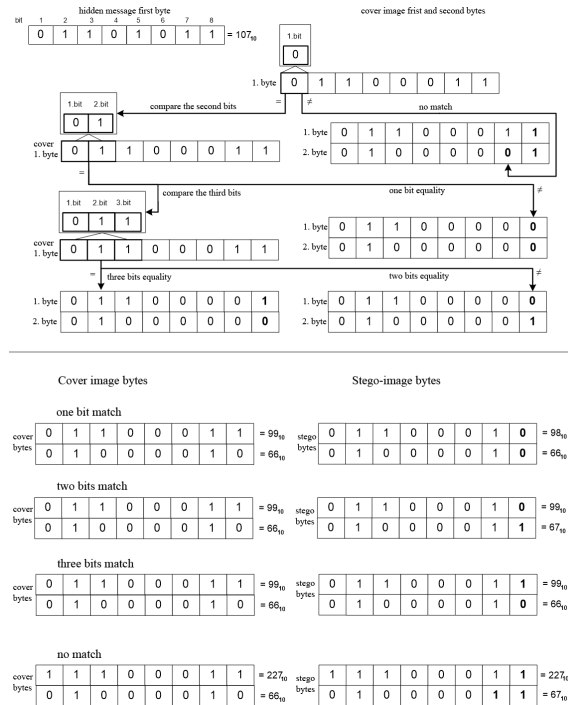 hidden message first byte
cover image frist and second bytes
bit 1 2 3 4 5 6 7 8
0 1 1 0 1 0 1 1 = 107₁₀
1.bit
0
1. byte 0 1 1 0 0 0 1 1
= ≠
compare the second bits
no match
1.bit 2.bit
0 1
1. byte 0 1 1 0 0 0 1 1
2. byte 0 1 0 0 0 0 0 1
cover
1. byte 0 1 1 0 0 0 1 1
=
compare the third bits
one bit equality ≠
1.bit 2.bit 3.bit
0 1 1
1. byte 0 1 1 0 0 0 0 0
2. byte 0 1 0 0 0 0 0 0
cover
1. byte 0 1 1 0 0 0 1 1
= three bits equality
two bits equality ≠
1. byte 0 1 1 0 0 0 0 1
2. byte 0 1 0 0 0 0 0 0
1. byte 0 1 1 0 0 0 0 0
2. byte 0 1 0 0 0 0 0 1
Cover image bytes
Stego-image bytes
one bit match
cover bytes
0 1 1 0 0 0 1 1 = 99₁₀
0 1 0 0 0 0 1 0 = 66₁₀
stego bytes
0 1 1 0 0 0 1 0 = 98₁₀
0 1 0 0 0 0 1 0 = 66₁₀
two bits match
cover bytes
0 1 1 0 0 0 1 1 = 99₁₀
0 1 0 0 0 0 1 0 = 66₁₀
stego bytes
0 1 1 0 0 0 1 0 = 99₁₀
0 1 0 0 0 0 1 1 = 67₁₀
three bits match
cover bytes
0 1 1 0 0 0 1 1 = 99₁₀
0 1 0 0 0 0 1 0 = 66₁₀
stego bytes
0 1 1 0 0 0 1 1 = 99₁₀
0 1 0 0 0 0 1 0 = 66₁₀
no match
cover bytes
1 1 1 0 0 0 1 1 = 227₁₀
0 1 0 0 0 0 1 0 = 66₁₀
stego bytes
1 1 1 0 0 0 1 1 = 227₁₀
0 1 0 0 0 0 1 1 = 67₁₀